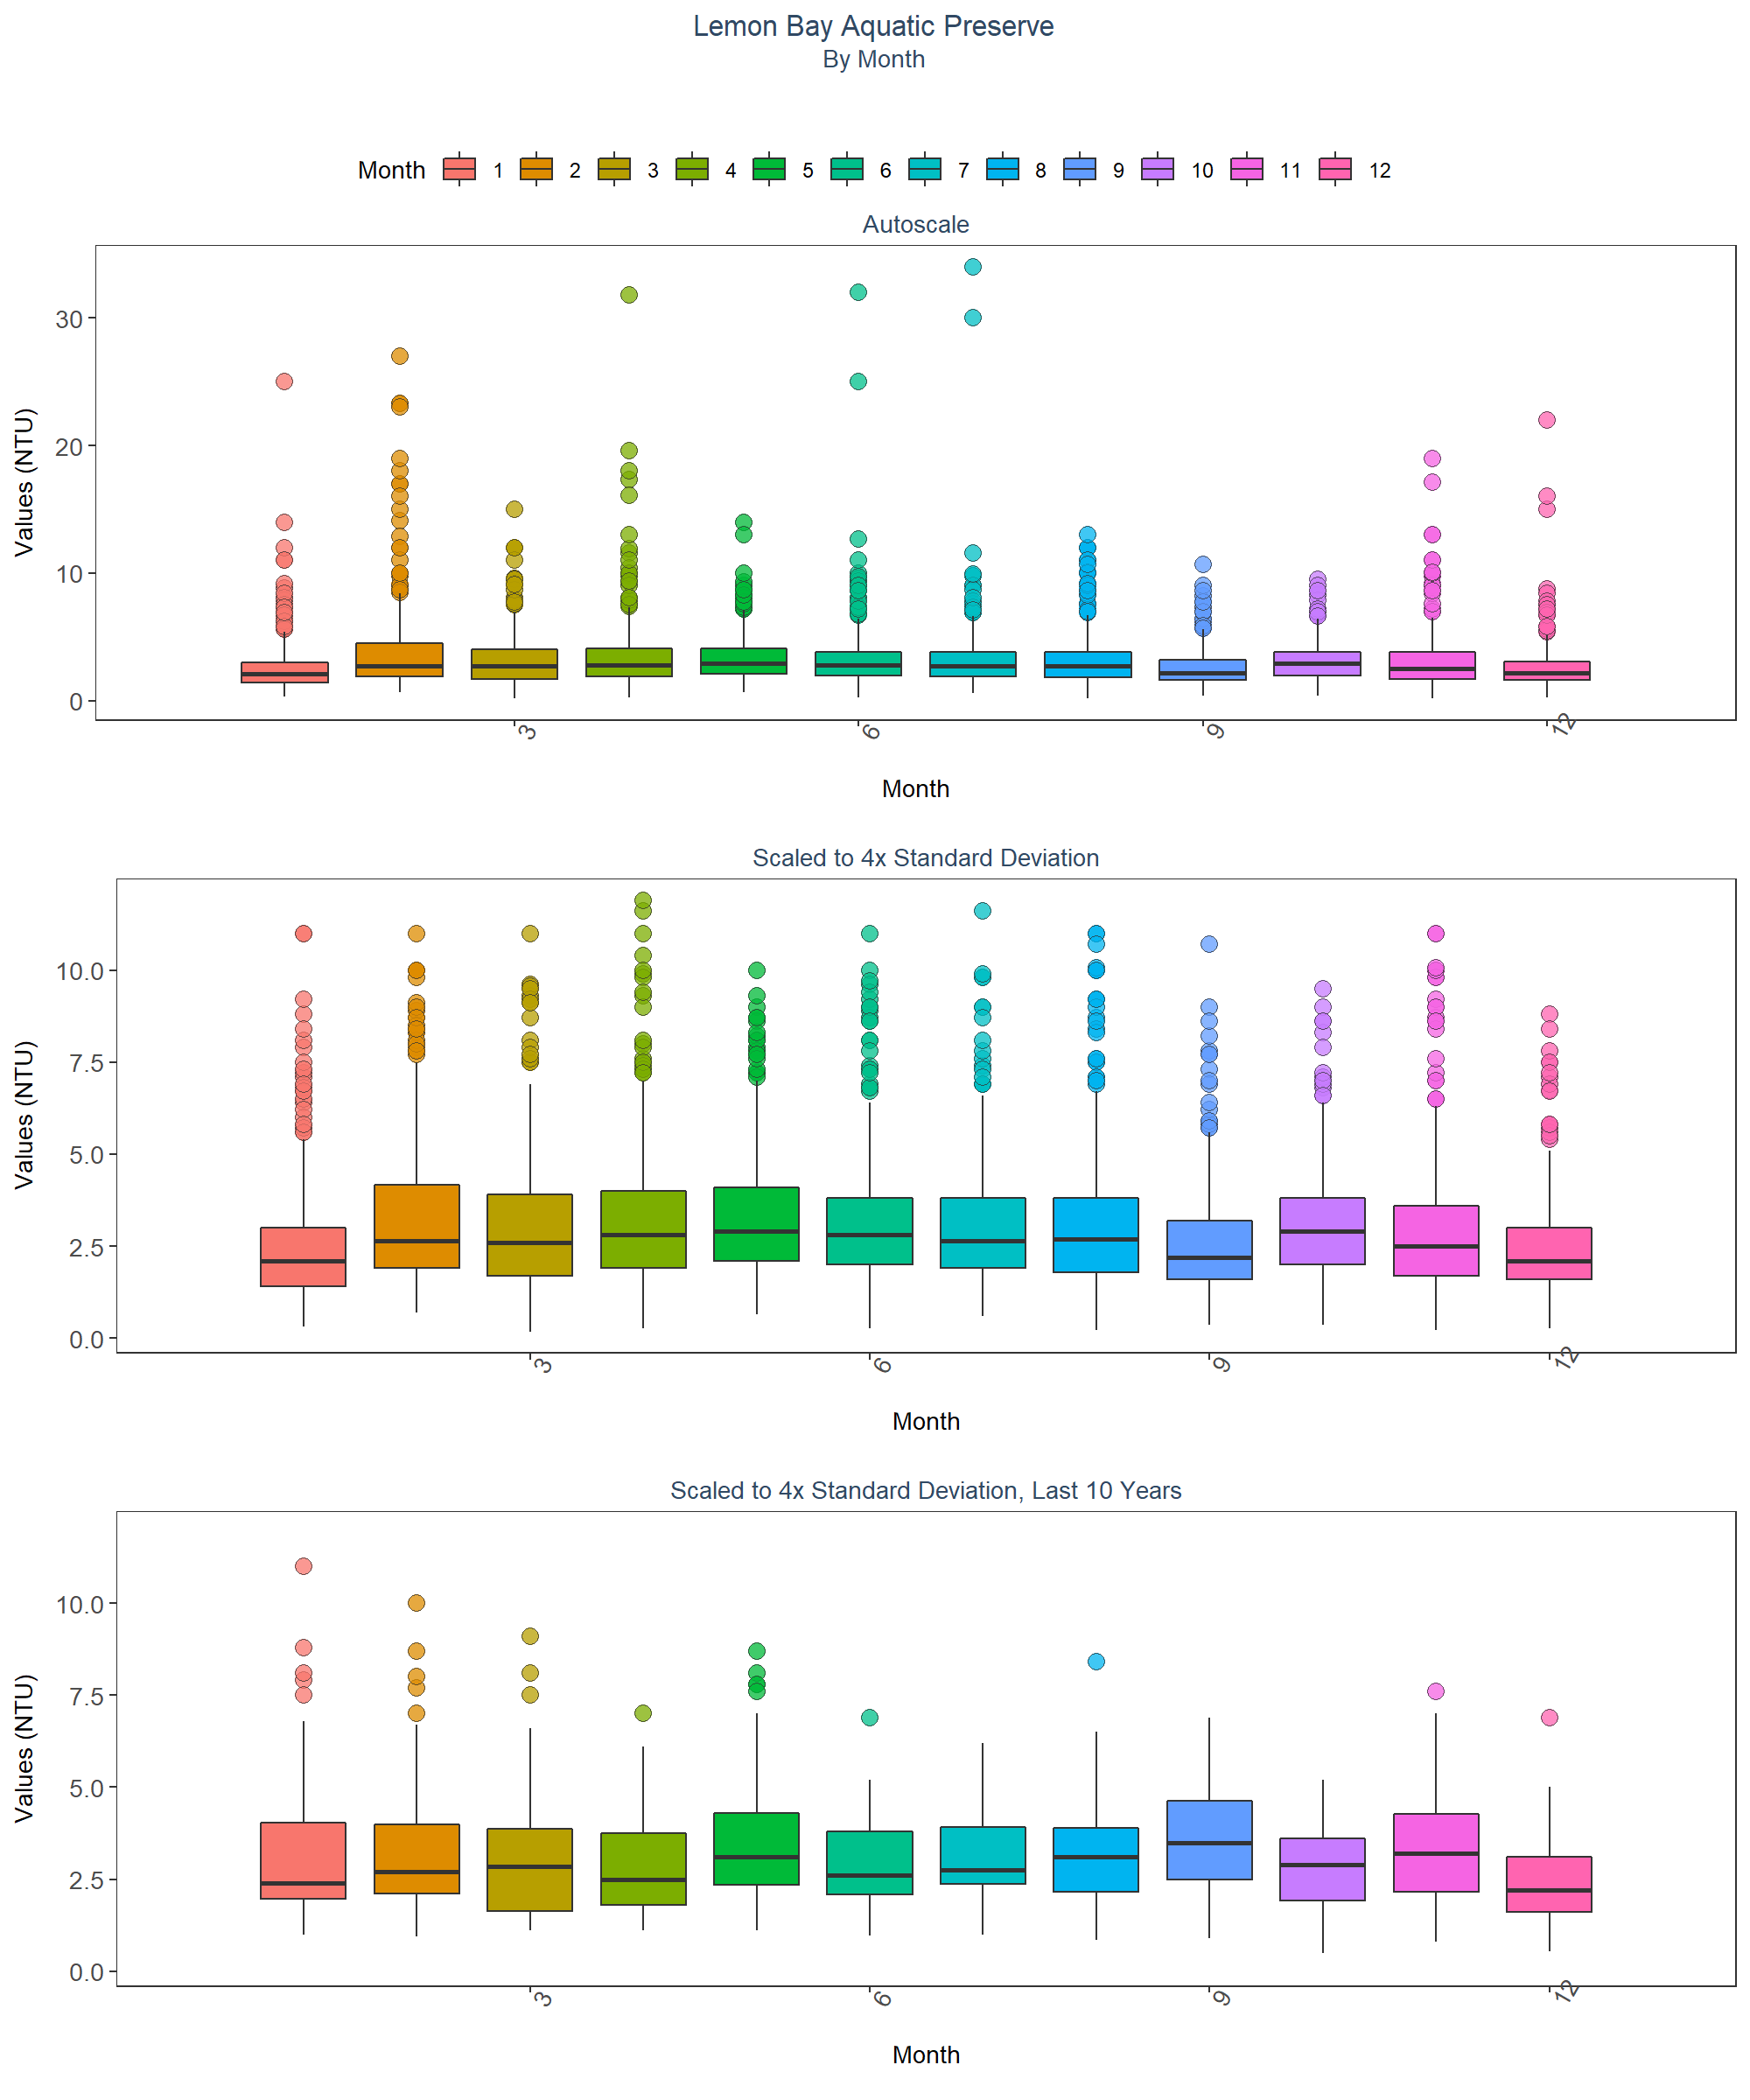 Lemon Bay Aquatic Preserve
By Month
Month 1 2 3 4 5 6 7 8 9 10 11 12
Autoscale
Values (NTU)
30
20
10
0
3 6 9 12
Month
Scaled to 4x Standard Deviation
Values (NTU)
10.0
7.5
5.0
2.5
0.0
3 6 9 12
Month
Scaled to 4x Standard Deviation, Last 10 Years
Values (NTU)
10.0
7.5
5.0
2.5
0.0
3 6 9 12
Month